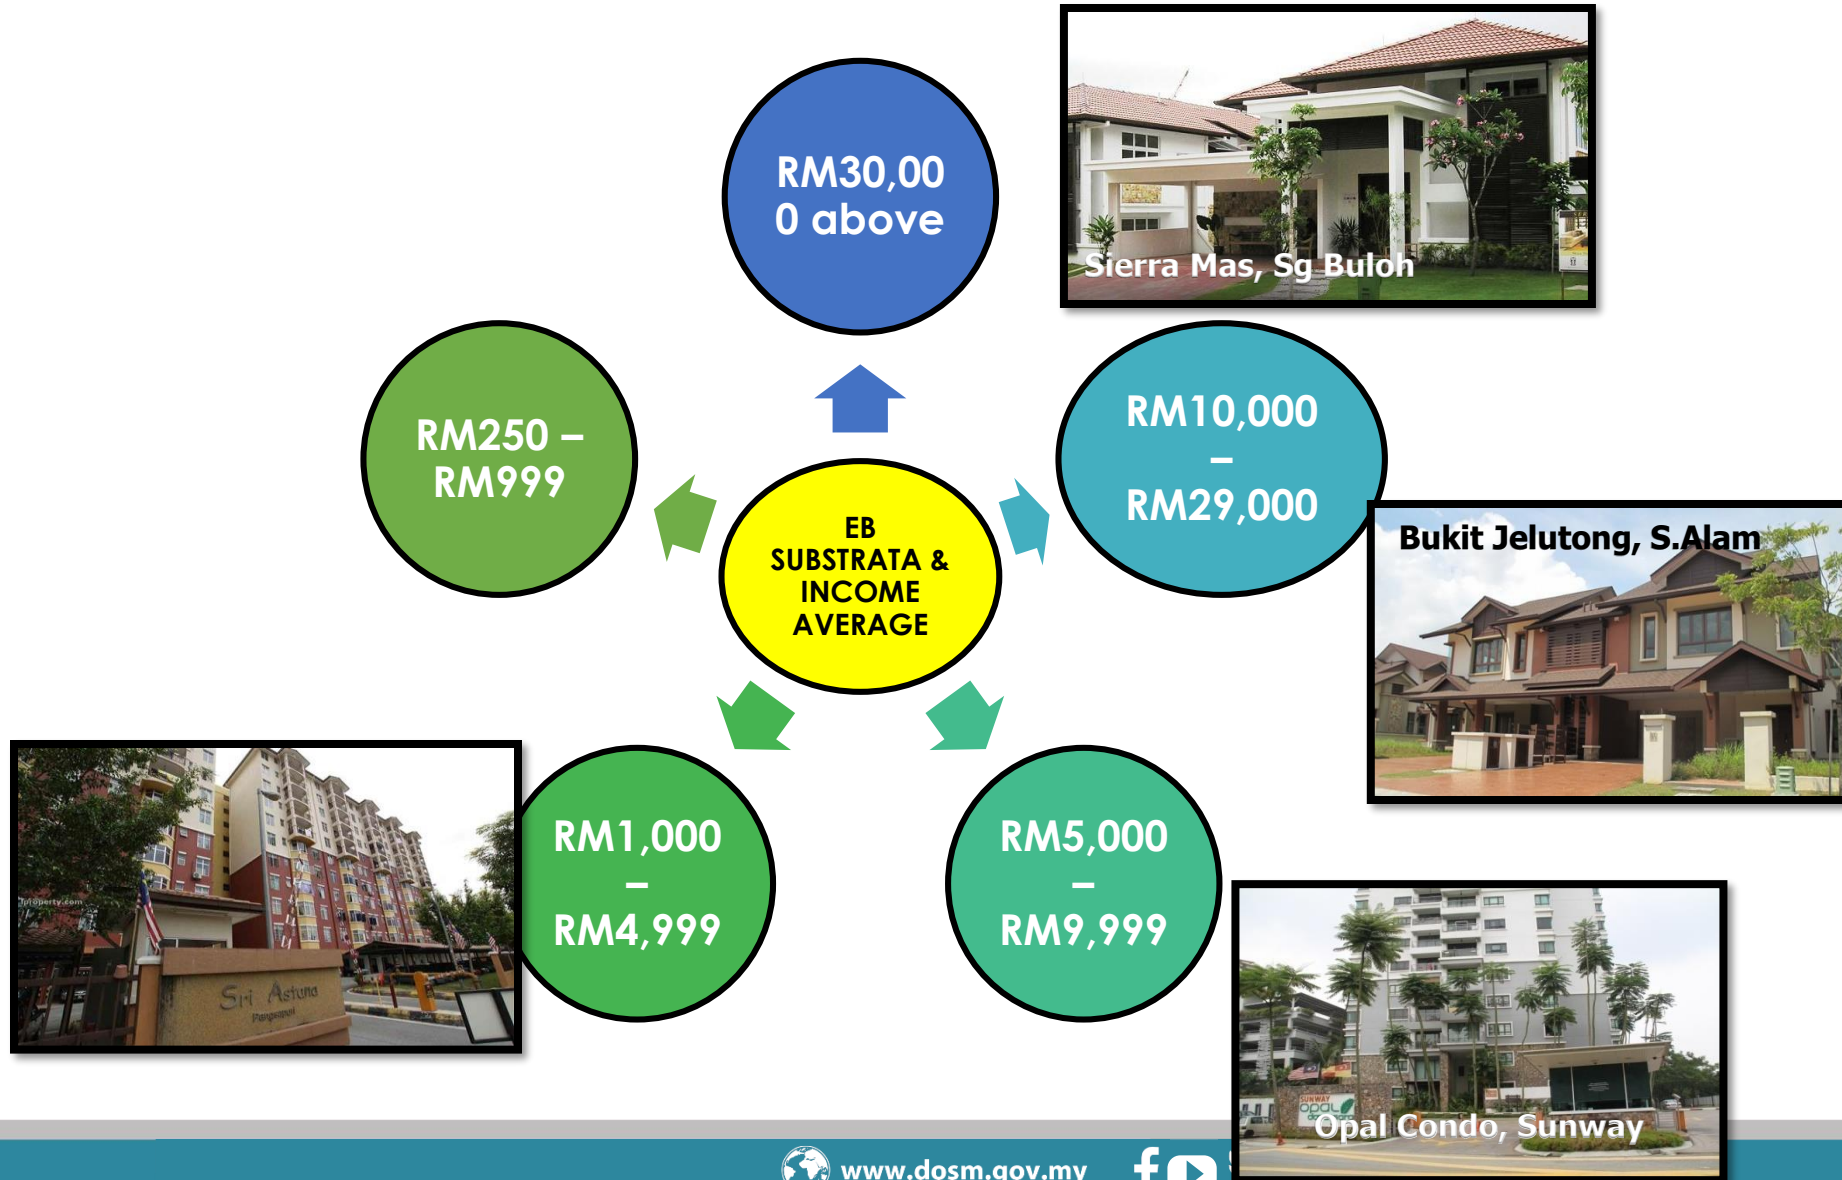 RM30,00
0 above
Sierra Mas, Sg Buloh
RM250 –
RM999
RM10,000
–
RM29,000
EB
SUBSTRATA &
INCOME
AVERAGE
Bukit Jelutong, S.Alam
RM1,000
–
RM4,999
RM5,000
–
RM9,999
Sri Astana
SUNWAY
opal
Opal Condo, Sunway
www.dosm.gov.my